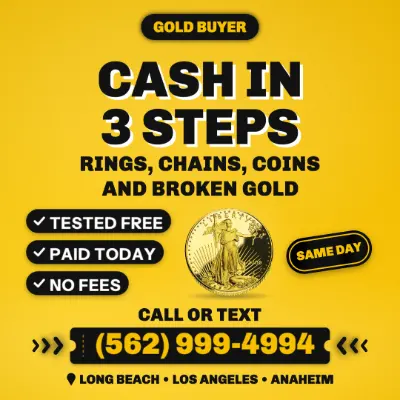 GOLD BUYER
CASH IN
3 STEPS
RINGS, CHAINS, COINS
AND BROKEN GOLD
TESTED FREE
PAID TODAY
NO FEES
SAME DAY
CALL OR TEXT
(562) 999-4994
LONG BEACH • LOS ANGELES • ANAHEIM